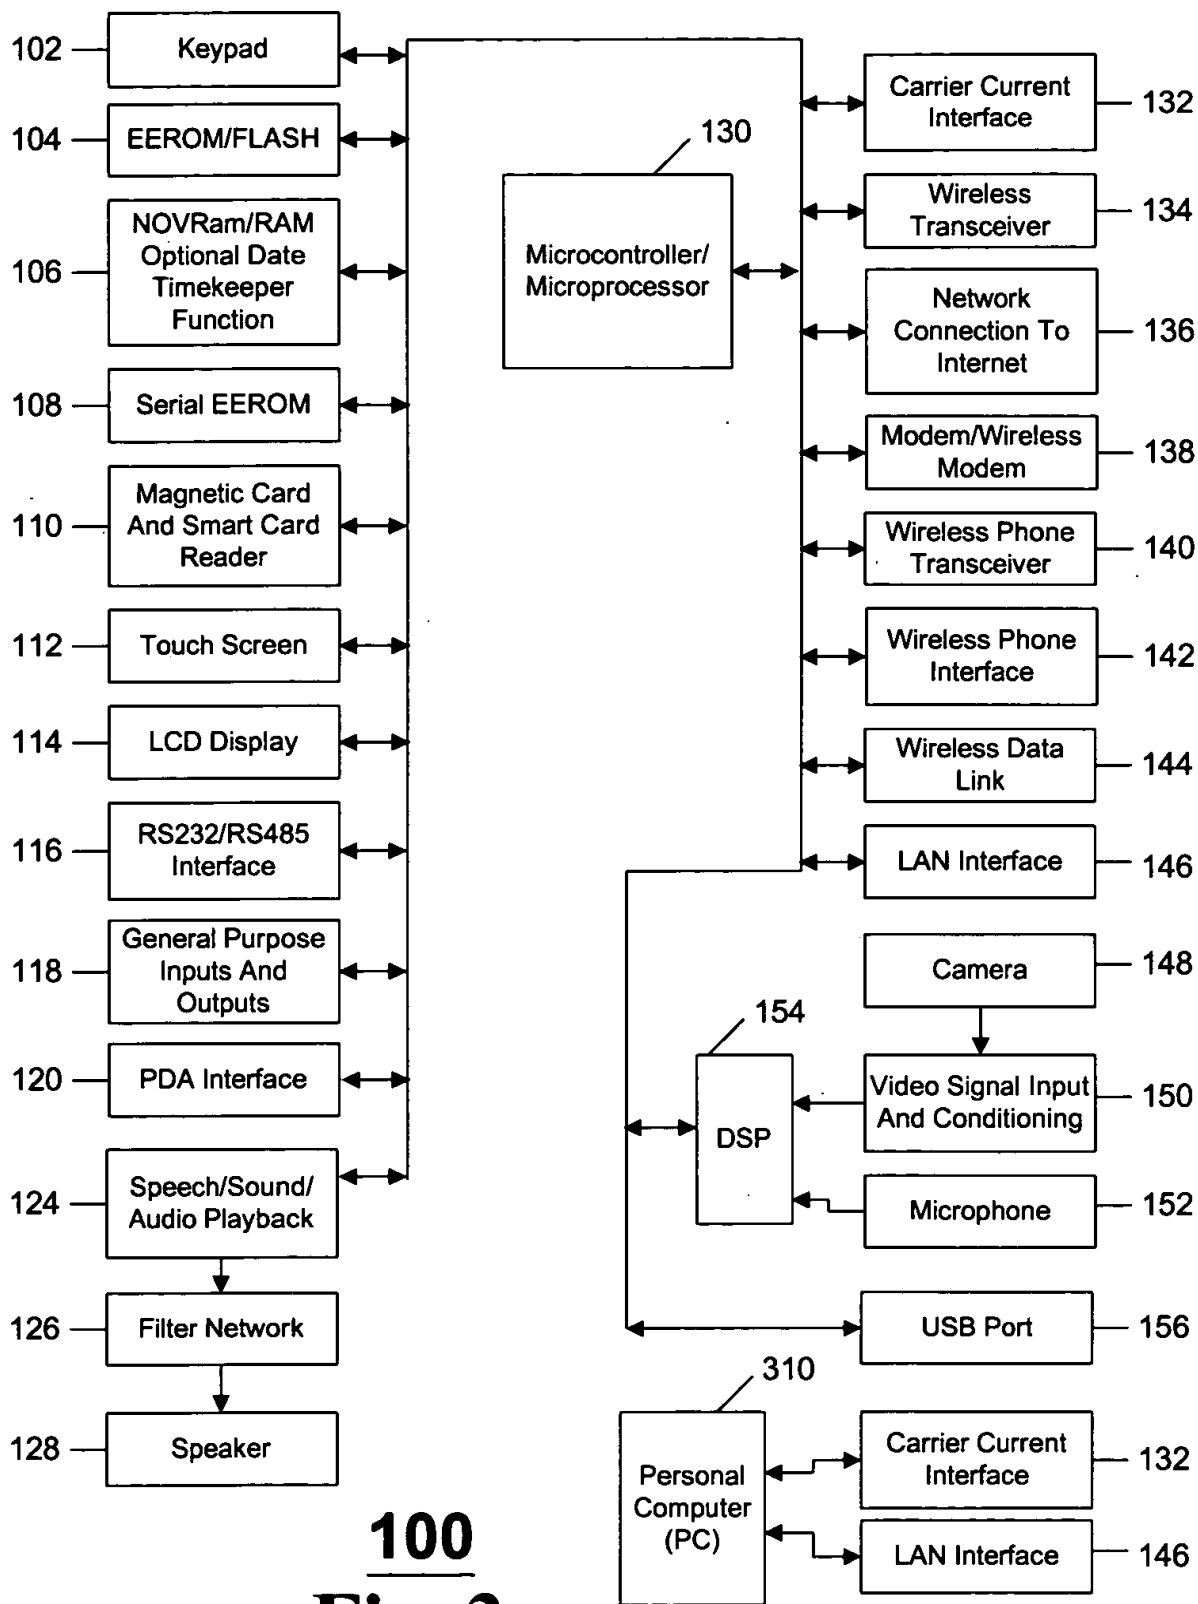 102
Keypad
104
EEROM/FLASH
106
NOVRam/RAM
Optional Date
Timekeeper
Function
108
Serial EEROM
110
Magnetic Card
And Smart Card
Reader
112
Touch Screen
114
LCD Display
116
RS232/RS485
Interface
118
General Purpose
Inputs And
Outputs
120
PDA Interface
124
Speech/Sound/
Audio Playback
126
Filter Network
128
Speaker
130
Microcontroller/
Microprocessor
Carrier Current
Interface
132
Wireless
Transceiver
134
Network
Connection To
Internet
136
Modem/Wireless
Modem
138
Wireless Phone
Transceiver
140
Wireless Phone
Interface
142
Wireless Data
Link
144
LAN Interface
146
Camera
148
154
DSP
Video Signal Input
And Conditioning
150
Microphone
152
USB Port
156
310
Personal
Computer
(PC)
Carrier Current
Interface
132
LAN Interface
146
100